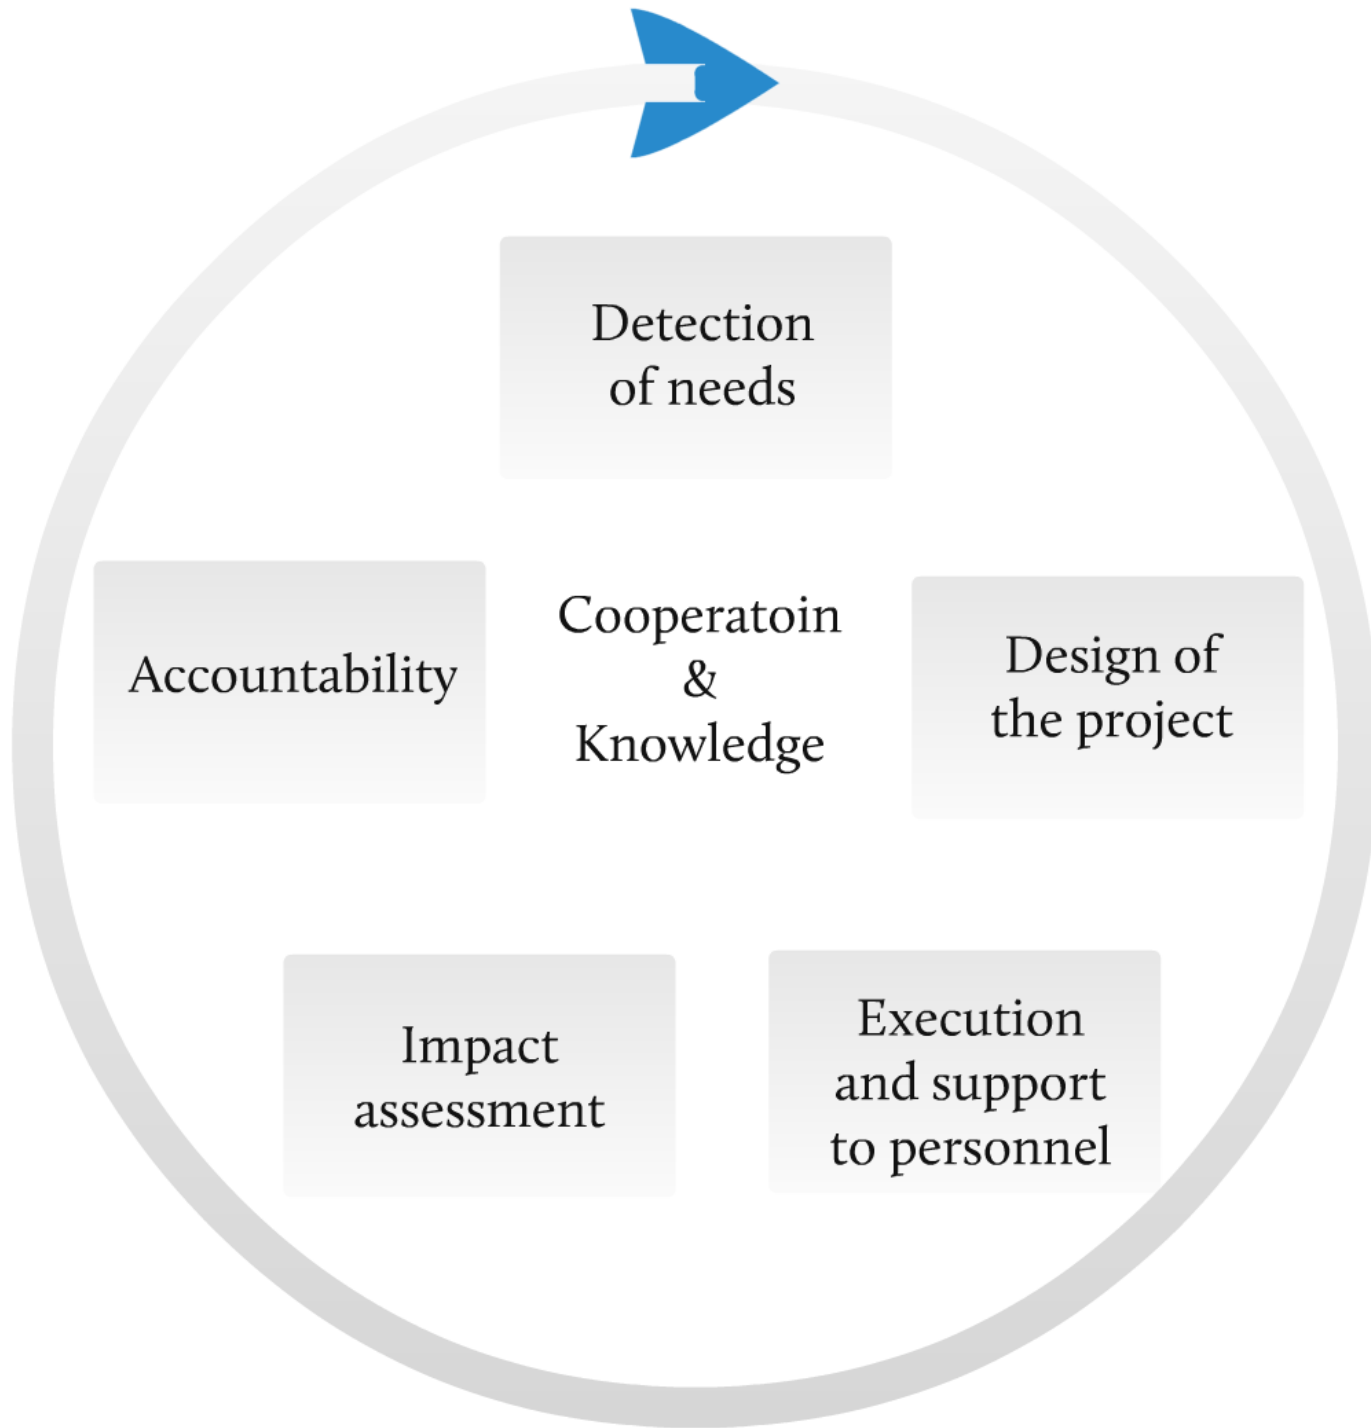 Detection
of needs
Accountability
Cooperatoin
&
Knowledge
Design of
the project
Impact
assessment
Execution
and support
to personnel